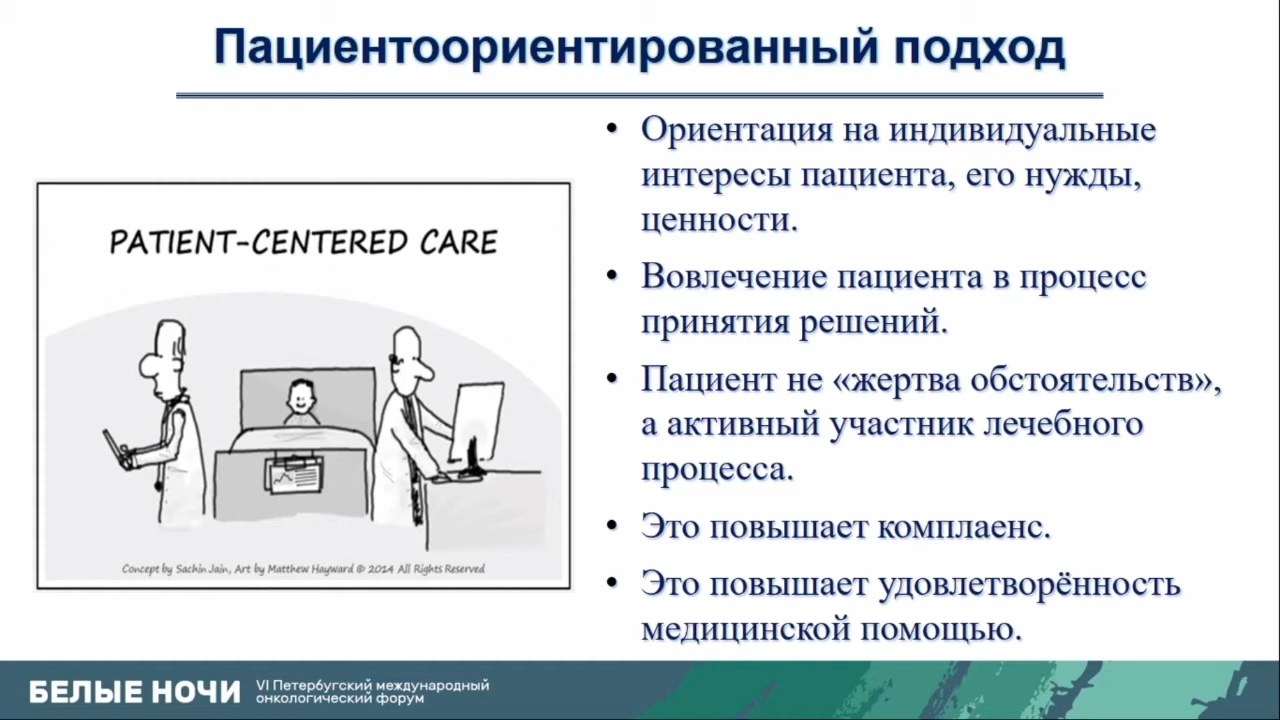 Пациентоориентированный подход
PATIENT-CENTERED CARE
Concept by Sachin Jain, Art by Matthew Hayward © 2014 All Rights Reserved
• Ориентация на индивидуальные
интересы пациента, его нужды,
ценности.
• Вовлечение пациента в процесс
принятия решений.
• Пациент не «жертва обстоятельств»,
а активный участник лечебного
процесса.
• Это повышает комплаенс.
• Это повышает удовлетворённость
медицинской помощью.
БЕЛЫЕ НОЧИ
VI Петербугский международный
онкологический форум